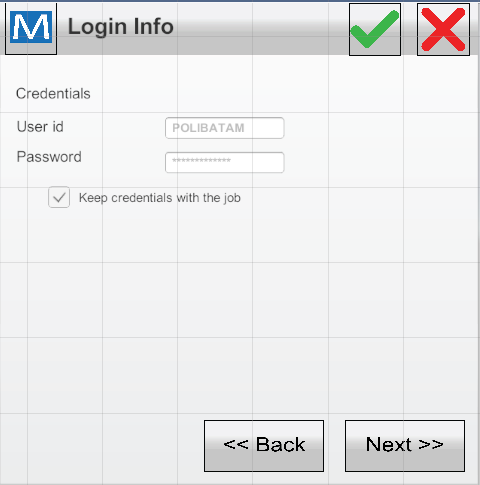 M Login Info
Credentials
User id POLIBATAM
Password *************
Keep credentials with the job
<< Back Next >>